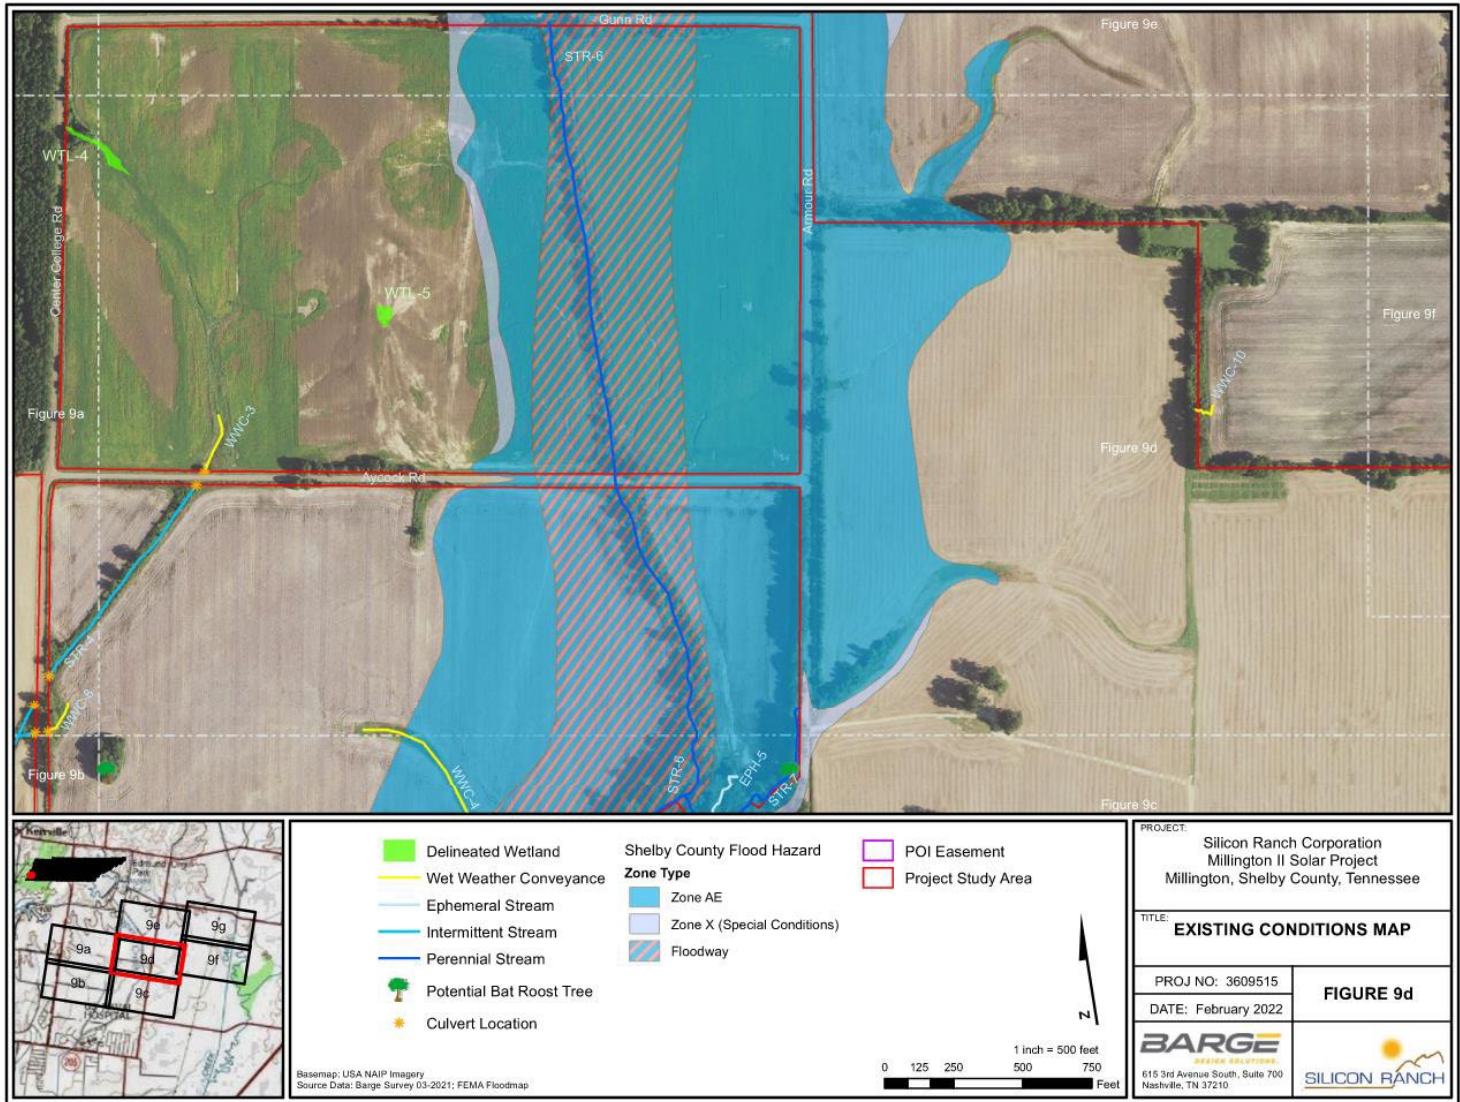 Gunn Rd
Figure 9e
STR-6
WTL-4
Armour Rd
Center College Rd
WTL-5
Figure 9f
WWC-10
Figure 9a
WWC-3
Figure 9d
Aycock Rd
STR-
WWC-8
Figure 9b
WWC-4
STR-6
EPH-5
STR-7
Figure 9c
Kerrville
Park
9e
9g
9a
9d
9f
9b
9c
HOSPITAL
205
Delineated Wetland
Wet Weather Conveyance
Ephemeral Stream
Intermittent Stream
Perennial Stream
Potential Bat Roost Tree
Culvert Location
Shelby County Flood Hazard
Zone Type
Zone AE
Zone X (Special Conditions)
Floodway
POI Easement
Project Study Area
N
1 inch = 500 feet
0 125 250 500 750
Feet
Basemap: USA NAIP Imagery
Source Data: Barge Survey 03-2021; FEMA Floodmap
PROJECT:
Silicon Ranch Corporation
Millington II Solar Project
Millington, Shelby County, Tennessee
TITLE:
EXISTING CONDITIONS MAP
PROJ NO: 3609515
DATE: February 2022
FIGURE 9d
BARGE
DESIGN SOLUTIONS.
615 3rd Avenue South, Suite 700
Nashville, TN 37210
SILICON RANCH